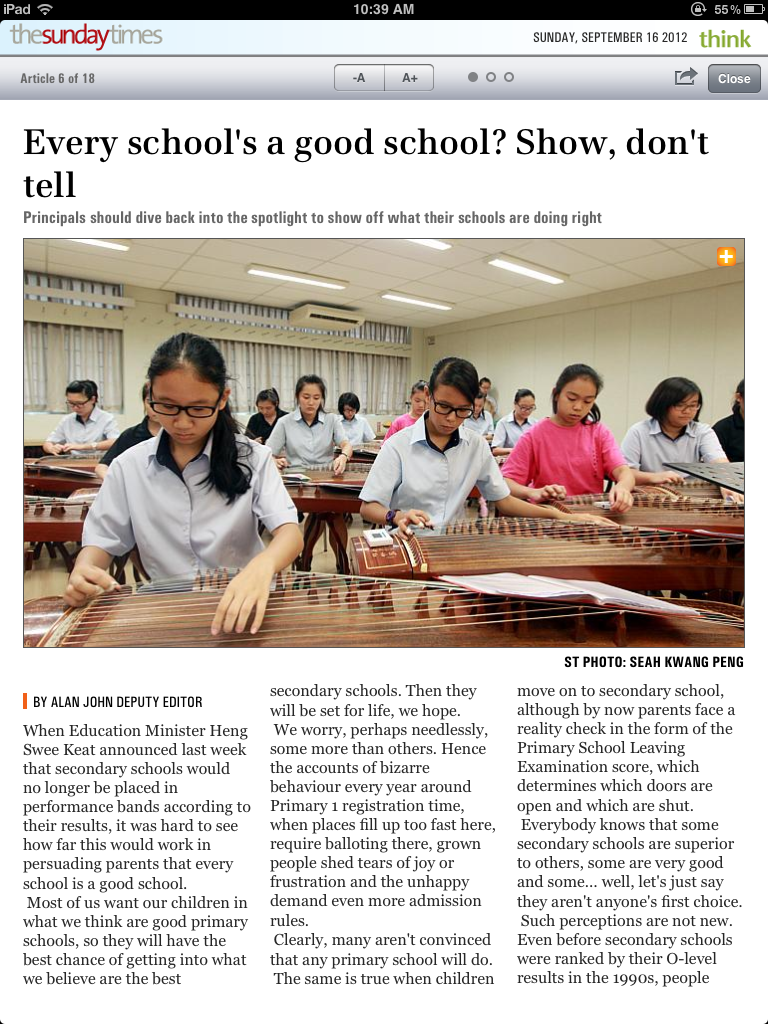 iPad 10:39 AM 55%
thesundaytimes
SUNDAY, SEPTEMBER 16 2012 think
Article 6 of 18 -A A+ Close
Every school's a good school? Show, don't
tell
Principals should dive back into the spotlight to show off what their schools are doing right
ST PHOTO: SEAH KWANG PENG
BY ALAN JOHN DEPUTY EDITOR
When Education Minister Heng
Swee Keat announced last week
that secondary schools would
no longer be placed in
performance bands according to
their results, it was hard to see
how far this would work in
persuading parents that every
school is a good school.
Most of us want our children in
what we think are good primary
schools, so they will have the
best chance of getting into what
we believe are the best
secondary schools. Then they
will be set for life, we hope.
We worry, perhaps needlessly,
some more than others. Hence
the accounts of bizarre
behaviour every year around
Primary 1 registration time,
when places fill up too fast here,
require balloting there, grown
people shed tears of joy or
frustration and the unhappy
demand even more admission
rules.
Clearly, many aren't convinced
that any primary school will do.
The same is true when children
move on to secondary school,
although by now parents face a
reality check in the form of the
Primary School Leaving
Examination score, which
determines which doors are
open and which are shut.
Everybody knows that some
secondary schools are superior
to others, some are very good
and some... well, let's just say
they aren't anyone's first choice.
Such perceptions are not new.
Even before secondary schools
were ranked by their O-level
results in the 1990s, people